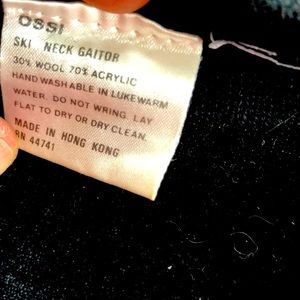 ossi
SKI NECK GAITOR
30% WOOL 70% ACRYLIC
HAND WASHABLE IN LUKEWARM
WATER. DO NOT WRING. LAY
FLAT TO DRY OR DRY CLEAN.
MADE IN HONG KONG
RN 44741